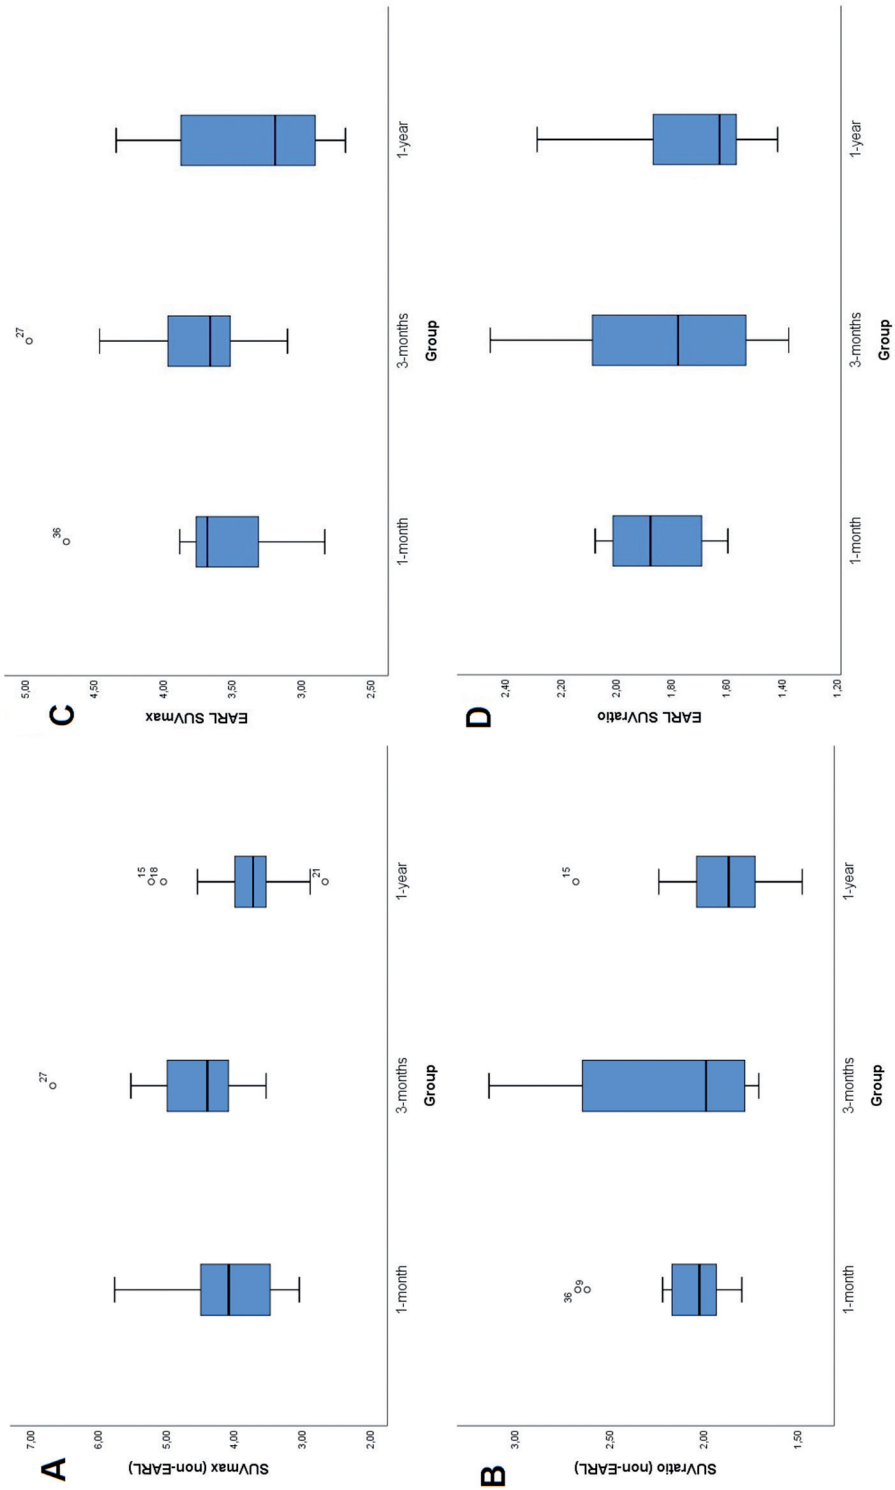 A
SUVmax (non-EARL)
7,00
6,00
5,00
4,00
3,00
2,00
27
15
18
21
1-month
3-months
1-year
Group
B
SUVratio (non-EARL)
3,00
2,50
2,00
1,50
36
9
15
1-month
3-months
1-year
Group
C
EARL SUVmax
5,00
4,50
4,00
3,50
3,00
2,50
36
27
1-month
3-months
1-year
Group
D
EARL SUVratio
2,40
2,20
2,00
1,80
1,60
1,40
1,20
1-month
3-months
1-year
Group